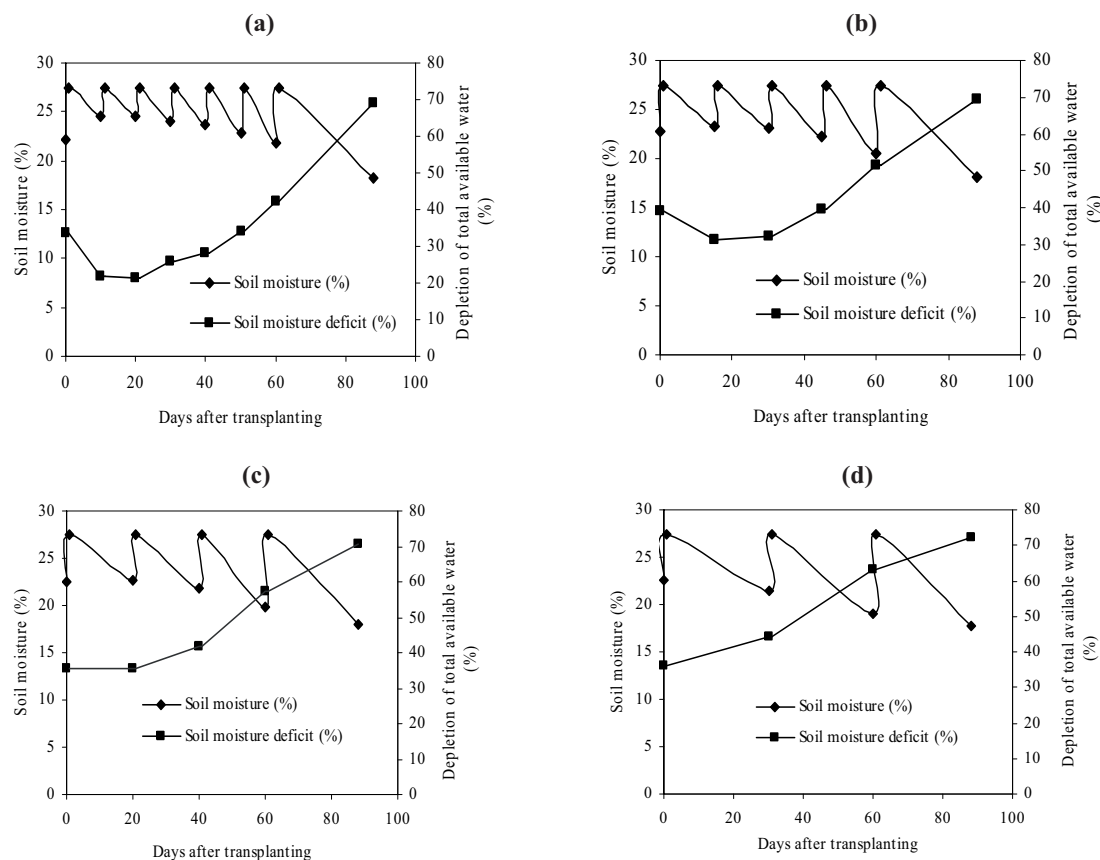 (a)
30
25
20
15
10
5
0
Soil moisture (%)
80
70
60
50
40
30
20
10
0
Depletion of total available water
(%)
Soil moisture (%)
Soil moisture deficit (%)
0 20 40 60 80 100
Days after transplanting
(b)
30
25
20
15
10
5
0
Soil moisture (%)
80
70
60
50
40
30
20
10
0
Depletion of total available water
(%)
Soil moisture (%)
Soil moisture deficit (%)
0 20 40 60 80 100
Days after transplanting
(c)
30
25
20
15
10
5
0
Soil moisture (%)
80
70
60
50
40
30
20
10
0
Depletion of total available water
(%)
Soil moisture (%)
Soil moisture deficit (%)
0 20 40 60 80 100
Days after transplanting
(d)
30
25
20
15
10
5
0
Soil moisture (%)
80
70
60
50
40
30
20
10
0
Depletion of total available water
(%)
Soil moisture (%)
Soil moisture deficit (%)
0 20 40 60 80 100
Days after transplanting